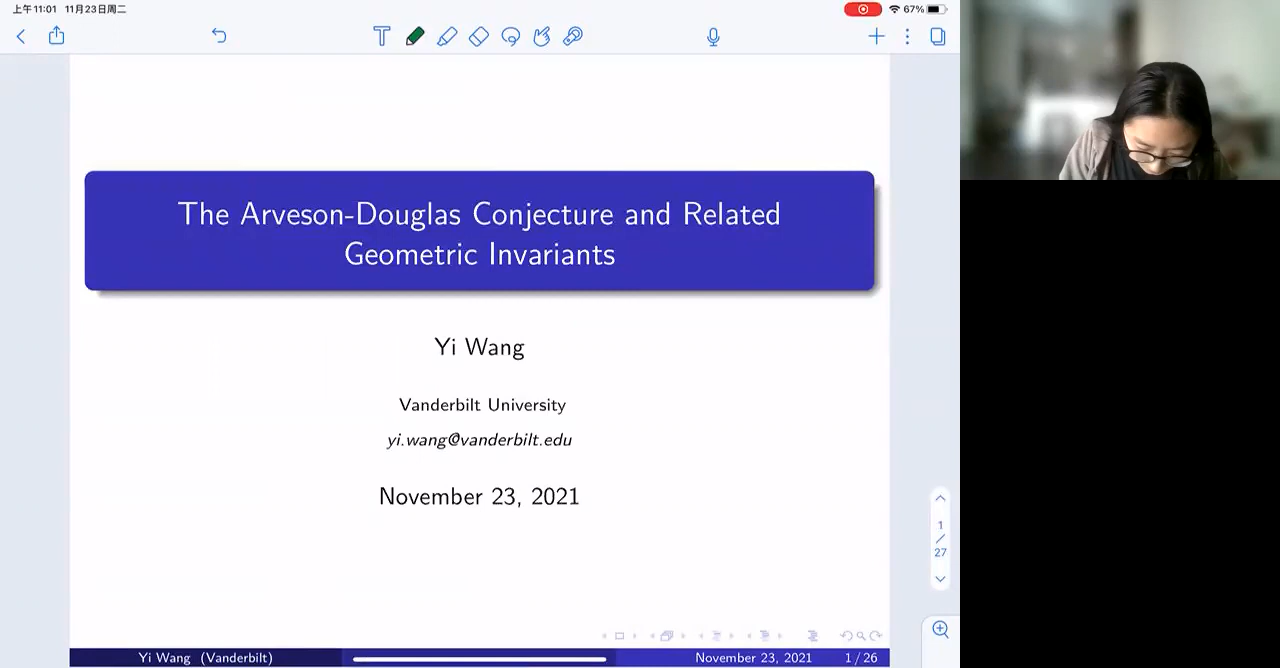 上午11:01 11月23日周二
67%
The Arveson-Douglas Conjecture and Related
Geometric Invariants
Yi Wang
Vanderbilt University
yi.wang@vanderbilt.edu
November 23, 2021
1
/
27
Yi Wang (Vanderbilt)
November 23, 2021
1 / 26